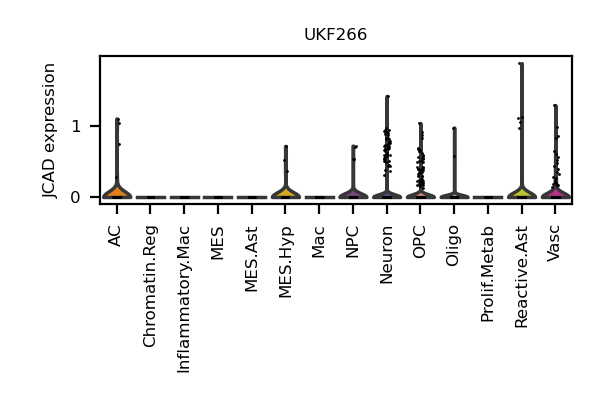 UKF266
JCAD expression
1
0
AC
Chromatin.Reg
Inflammatory.Mac
MES
MES.Ast
MES.Hyp
Mac
NPC
Neuron
OPC
Oligo
Prolif.Metab
Reactive.Ast
Vasc